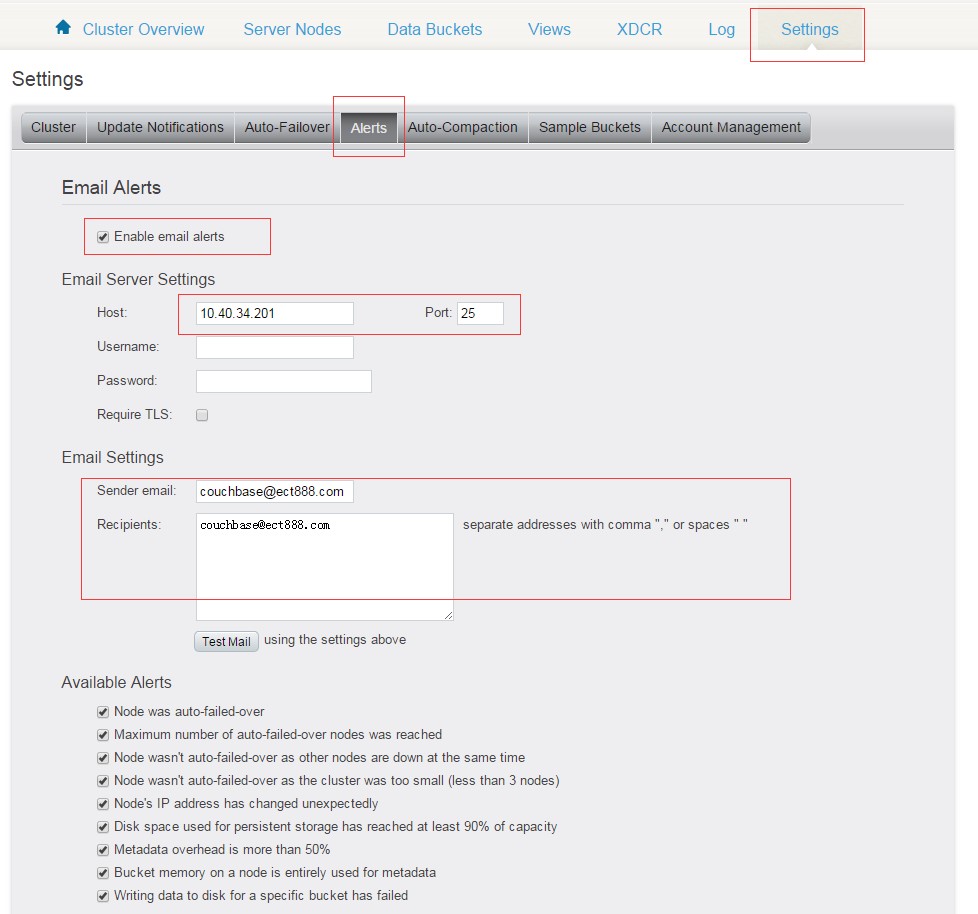 Cluster Overview Server Nodes Data Buckets Views XDCR Log Settings
Settings
Cluster Update Notifications Auto-Failover Alerts Auto-Compaction Sample Buckets Account Management
Email Alerts
Enable email alerts
Email Server Settings
Host: 10.40.34.201 Port: 25
Username:
Password:
Require TLS:
Email Settings
Sender email: couchbase@ect888.com
Recipients: couchbase@ect888.com separate addresses with comma "," or spaces " "
Test Mail using the settings above
Available Alerts
Node was auto-failed-over
Maximum number of auto-failed-over nodes was reached
Node wasn't auto-failed-over as other nodes are down at the same time
Node wasn't auto-failed-over as the cluster was too small (less than 3 nodes)
Node's IP address has changed unexpectedly
Disk space used for persistent storage has reached at least 90% of capacity
Metadata overhead is more than 50%
Bucket memory on a node is entirely used for metadata
Writing data to disk for a specific bucket has failed